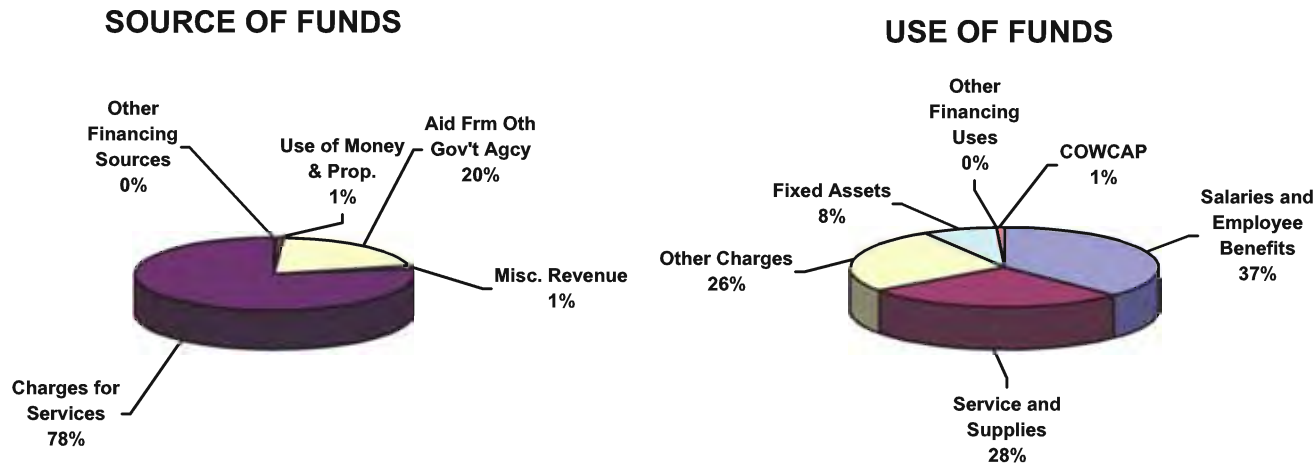 SOURCE OF FUNDS
Other
Financing
Sources
0%
Use of Money
& Prop.
1%
Aid Frm Oth
Gov't Agcy
20%
Misc. Revenue
1%
Charges for
Services
78%
USE OF FUNDS
Other
Financing
Uses
0%
COWCAP
1%
Fixed Assets
8%
Salaries and
Employee
Benefits
37%
Other Charges
26%
Service and
Supplies
28%